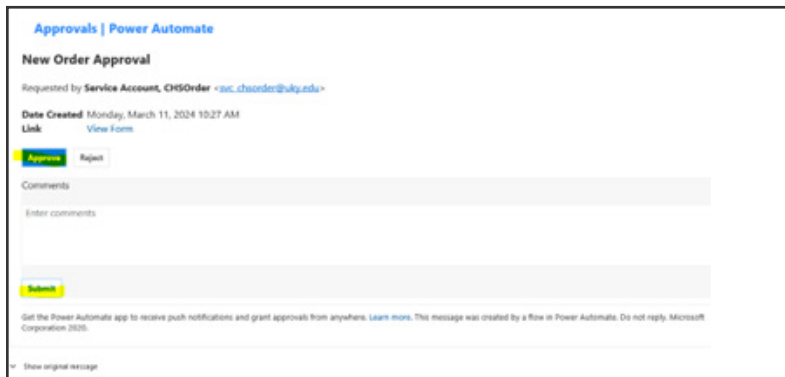 Approvals | Power Automate
New Order Approval
Requested by Service Account, CHSOrder <svc_chsorder@uky.edu>
Date Created Monday, March 11, 2024 10:27 AM
Link View Form
Approve Reject
Comments
Enter comments
Submit
Get the Power Automate app to receive push notifications and grant approvals from anywhere. Learn more. This message was created by a flow in Power Automate. Do not reply. Microsoft
Corporation 2020.
Show original message